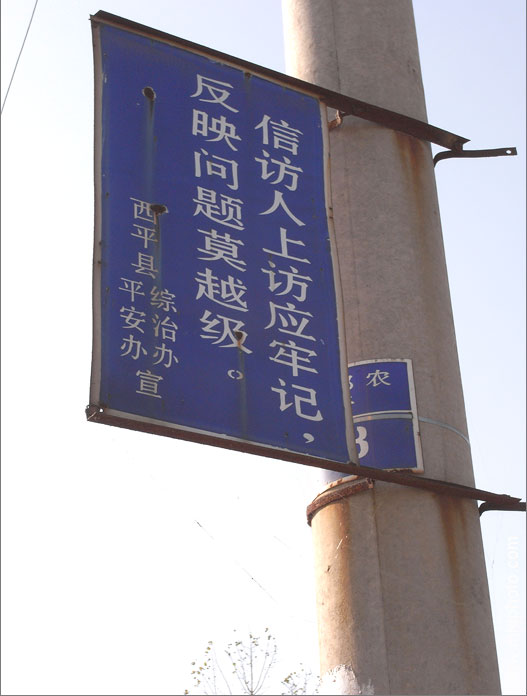 信访人上访应牢记，
反映问题莫越级。
西平县 综治办
平安办 宣
农
3